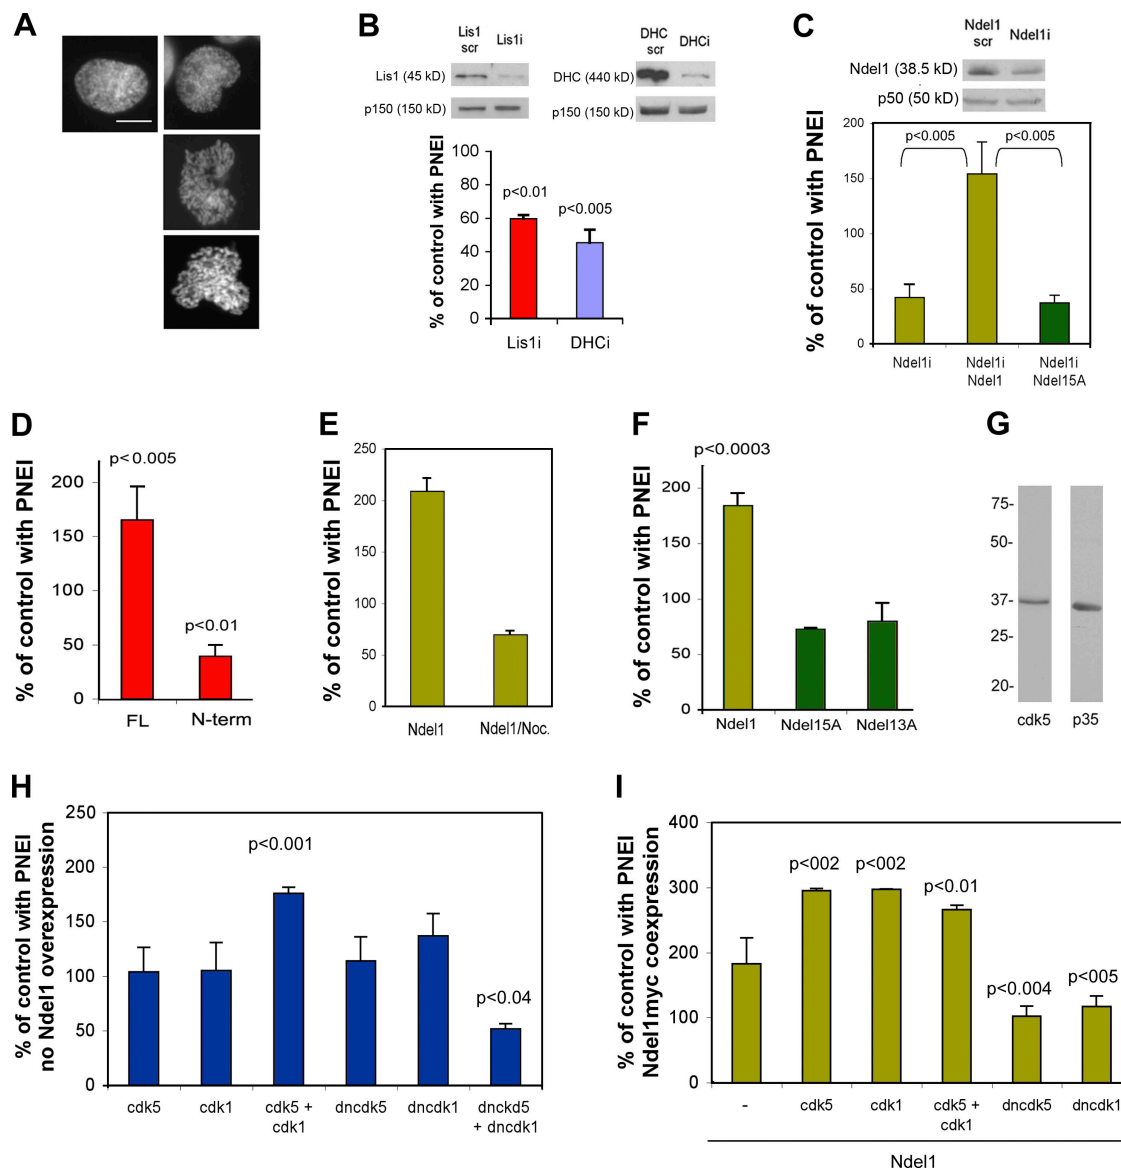 A
B
Lis1 scr
Lis1i
Lis1 (45 kD)
p150 (150 kD)
DHC scr
DHCi
DHC (440 kD)
p150 (150 kD)
% of control with PNEI
100
80
60
40
20
0
p<0.01
p<0.005
Lis1i
DHCi
C
Ndel1 scr
Ndel1i
Ndel1 (38.5 kD)
p50 (50 kD)
% of control with PNEI
200
150
100
50
0
p<0.005
p<0.005
Ndel1i
Ndel1i Ndel1
Ndel1i Ndel15A
D
% of control with PNEI
200
150
100
50
0
p<0.005
p<0.01
FL
N-term
E
% of control with PNEI
250
200
150
100
50
0
Ndel1
Ndel1/Noc.
F
% of control with PNEI
200
150
100
50
0
p<0.0003
Ndel1
Ndel15A
Ndel13A
G
75-
50-
37-
25-
20-
cdk5
p35
H
% of control with PNEI
no Ndel1 overexpression
250
200
150
100
50
0
p<0.001
p<0.04
cdk5
cdk1
cdk5 + cdk1
dncdk5
dncdk1
dnckd5 + dncdk1
I
% of control with PNEI
Ndel1myc coexpression
400
300
200
100
0
p<002
p<002
p<0.01
p<0.004
p<005
-
cdk5
cdk1
cdk5 + cdk1
dncdk5
dncdk1
Ndel1